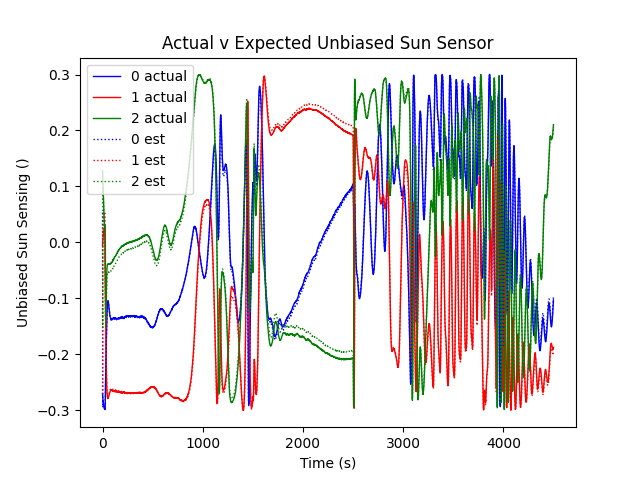 Actual v Expected Unbiased Sun Sensor
0 actual
1 actual
2 actual
0 est
1 est
2 est
Unbiased Sun Sensing ()
0.3
0.2
0.1
0.0
−0.1
−0.2
−0.3
0 1000 2000 3000 4000
Time (s)